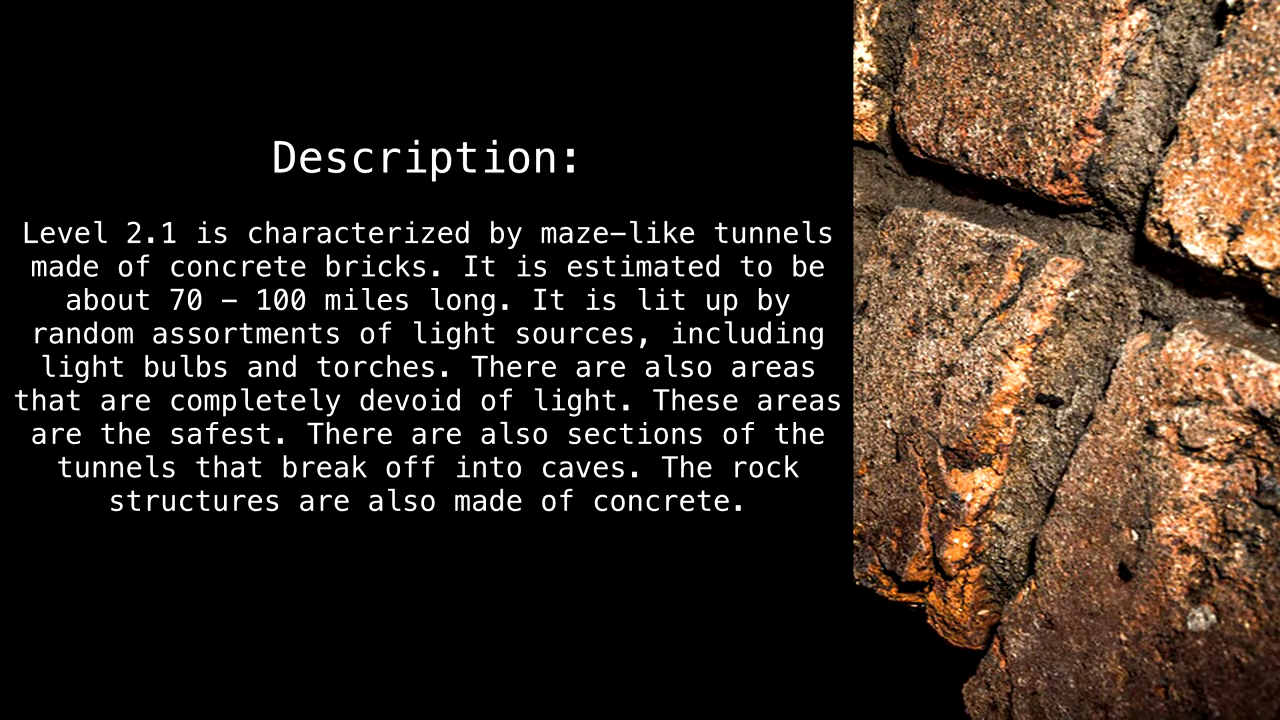 Description:
Level 2.1 is characterized by maze-like tunnels
made of concrete bricks. It is estimated to be
about 70 - 100 miles long. It is lit up by
random assortments of light sources, including
light bulbs and torches. There are also areas
that are completely devoid of light. These areas
are the safest. There are also sections of the
tunnels that break off into caves. The rock
structures are also made of concrete.